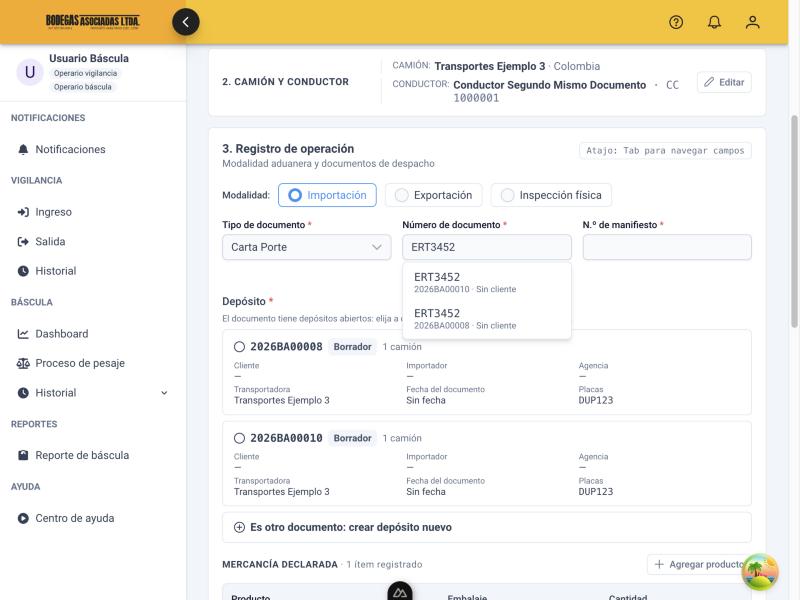 BODEGAS ASOCIADAS LTDA.
U
Usuario Báscula
Operario vigilancia
Operario báscula
NOTIFICACIONES
Notificaciones
VIGILANCIA
Ingreso
Salida
Historial
BÁSCULA
Dashboard
Proceso de pesaje
Historial
REPORTES
Reporte de báscula
AYUDA
Centro de ayuda
2. CAMIÓN Y CONDUCTOR
CAMIÓN: Transportes Ejemplo 3 · Colombia
CONDUCTOR: Conductor Segundo Mismo Documento · CC
1000001
Editar
3. Registro de operación
Modalidad aduanera y documentos de despacho
Atajo: Tab para navegar campos
Modalidad: Importación Exportación Inspección física
Tipo de documento * Número de documento * N.º de manifiesto *
Carta Porte ERT3452
ERT3452
2026BA00010 · Sin cliente
ERT3452
2026BA00008 · Sin cliente
Depósito *
El documento tiene depósitos abiertos: elija a
2026BA00008 Borrador 1 camión
Cliente Importador Agencia
— — —
Transportadora Fecha del documento Placas
Transportes Ejemplo 3 Sin fecha DUP123
2026BA00010 Borrador 1 camión
Cliente Importador Agencia
— — —
Transportadora Fecha del documento Placas
Transportes Ejemplo 3 Sin fecha DUP123
Es otro documento: crear depósito nuevo
MERCANCÍA DECLARADA · 1 ítem registrado
Agregar producto
Producto Embalaje Cantidad